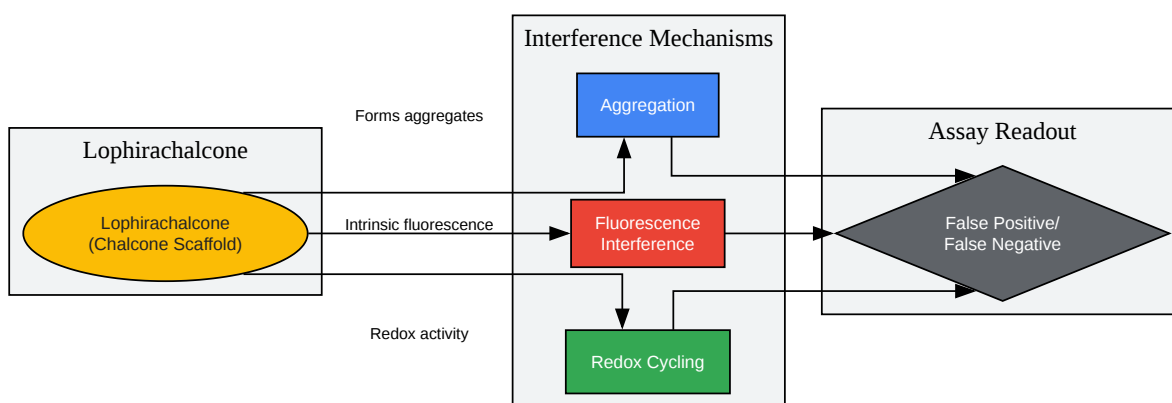 Lophirachalcone
Lophirachalcone
(Chalcone Scaffold)
Forms aggregates
Intrinsic fluorescence
Redox activity
Interference Mechanisms
Aggregation
Fluorescence
Interference
Redox Cycling
Assay Readout
False Positive/
False Negative